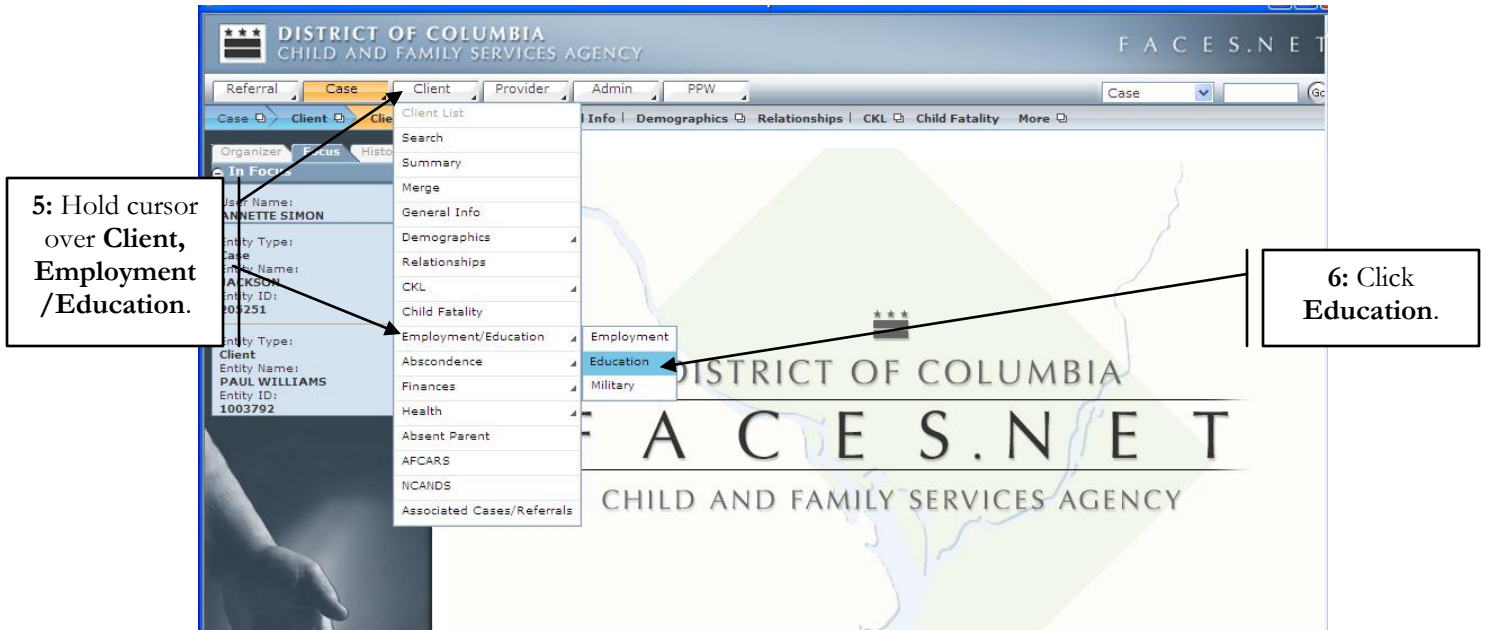 DISTRICT OF COLUMBIA
CHILD AND FAMILY SERVICES AGENCY
FACES.NET
Referral Case Client Provider Admin PPW Case
Case Client Info Demographics Relationships CKL Child Fatality More
Organizer Focus
In Focus
User Name:
ANNETTE SIMON
Entity Type:
Case
Entity Name:
JACKSON
Entity ID:
205251
Entity Type:
Client
Entity Name:
PAUL WILLIAMS
Entity ID:
1003792
Client List
Search
Summary
Merge
General Info
Demographics
Relationships
CKL
Child Fatality
Employment/Education
Abscondence
Finances
Health
Absent Parent
AFCARS
NCANDS
Associated Cases/Referrals
Employment
Education
Military
5: Hold cursor
over Client,
Employment
/Education.
6: Click
Education.
DISTRICT OF COLUMBIA
FACES.NET
CHILD AND FAMILY SERVICES AGENCY